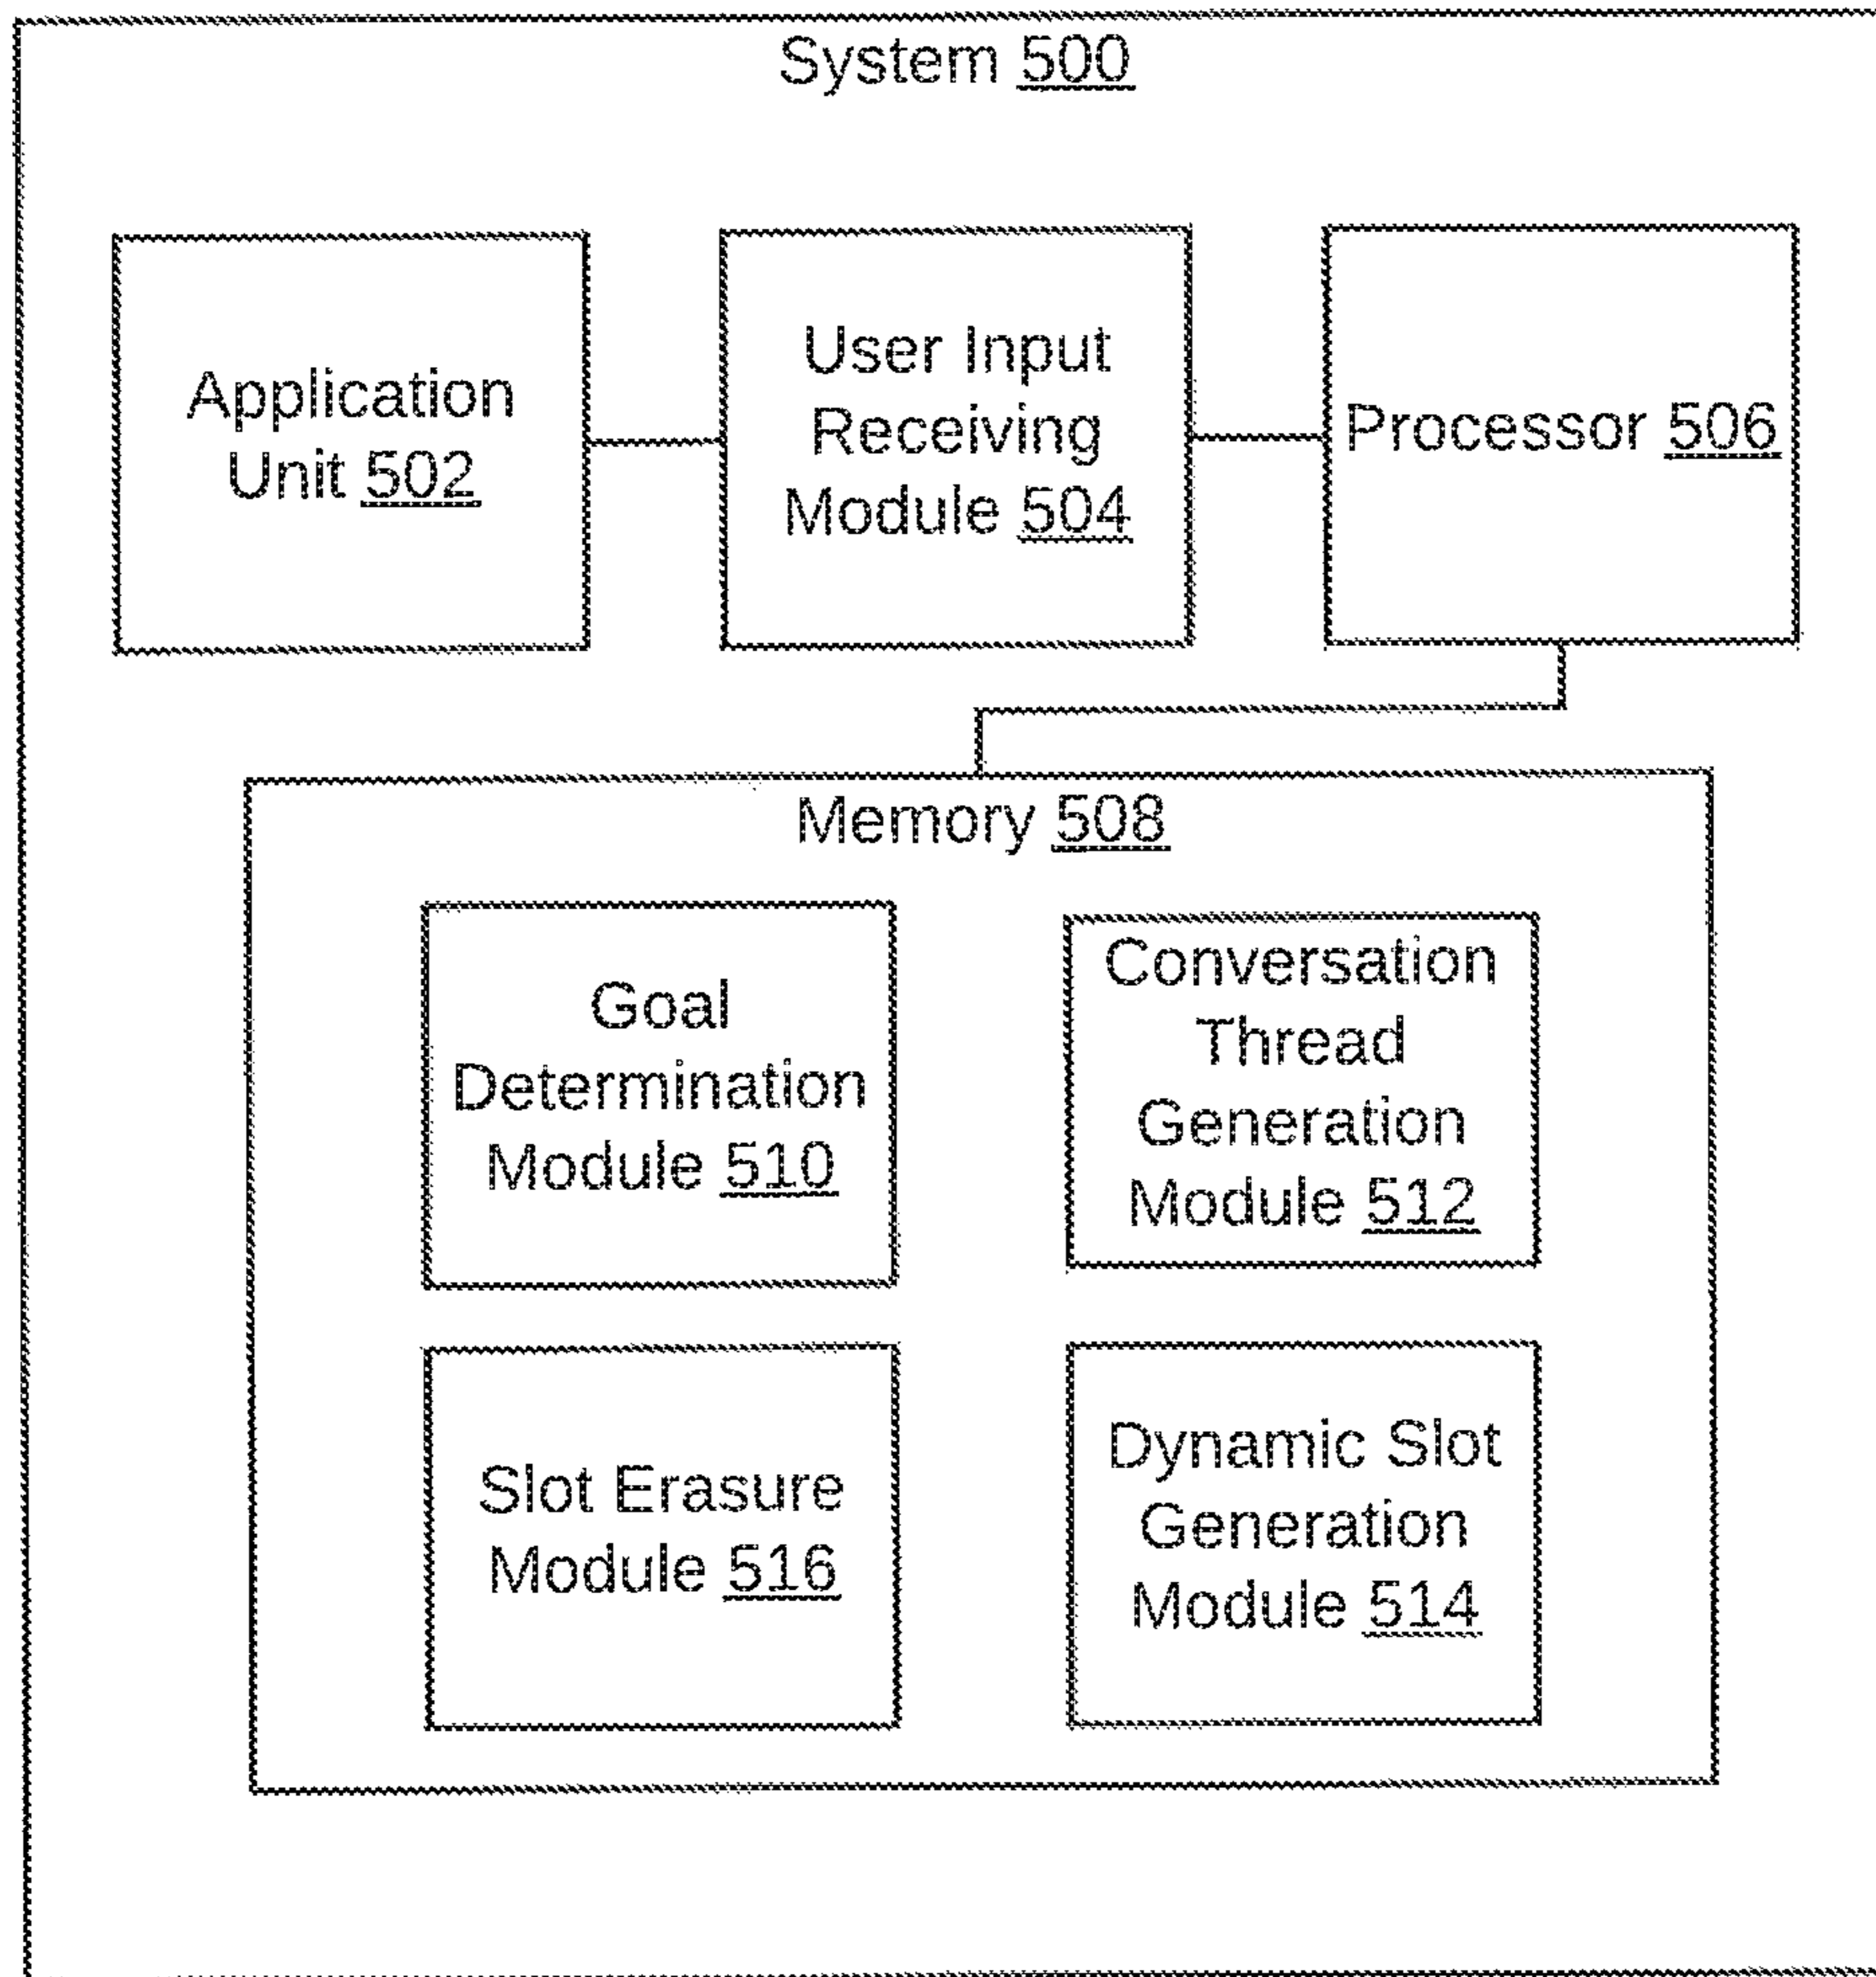 System 500
Application
Unit 502
User Input
Receiving
Module 504
Processor 506
Memory 508
Goal
Determination
Module 510
Conversation
Thread
Generation
Module 512
Slot Erasure
Module 516
Dynamic Slot
Generation
Module 514